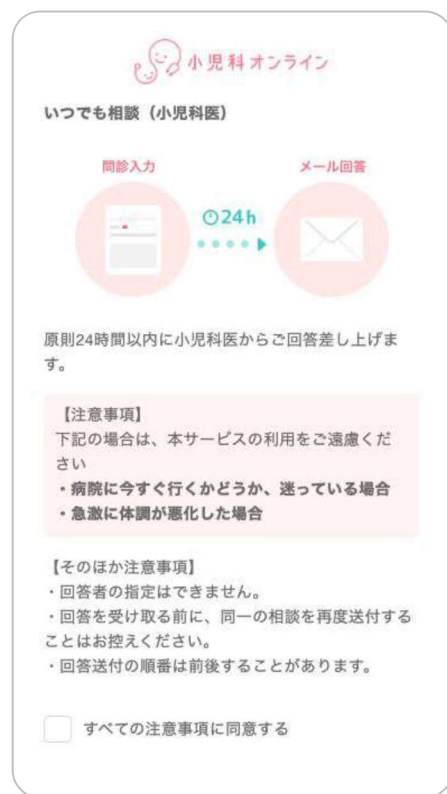 小児科オンライン
いつでも相談（小児科医）
問診入力
メール回答
24h
原則24時間以内に小児科医からご回答差し上げま
す。
【注意事項】
下記の場合は、本サービスの利用をご遠慮くだ
さい
・病院に今すぐ行くかどうか、迷っている場合
・急激に体調が悪化した場合
【そのほか注意事項】
・回答者の指定はできません。
・回答を受け取る前に、同一の相談を再度送付する
ことはお控えください。
・回答送付の順番は前後することがあります。
すべての注意事項に同意する